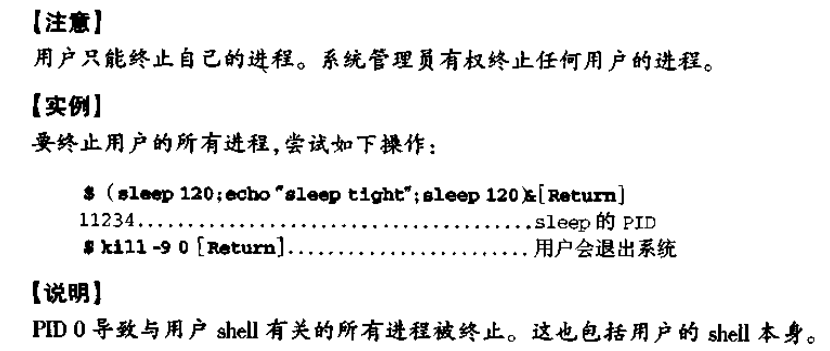 【注意】
用户只能终止自己的进程。系统管理员有权终止任何用户的进程。
【实例】
要终止用户的所有进程,尝试如下操作:
$ (sleep 120;echo"sleep tight";sleep 120)&[Return]
11234........................................sleep的PID
$ kill -9 0 [Return]........................用户会退出系统
【说明】
PID 0 导致与用户 shell 有关的所有进程被终止。这也包括用户的 shell 本身。